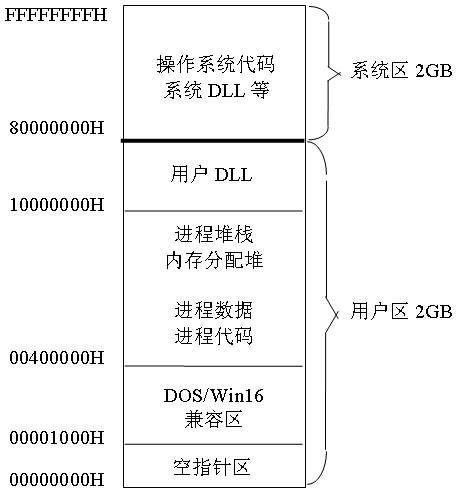 FFFFFFFFH
操作系统代码
系统 DLL 等
系统区 2GB
80000000H
用户 DLL
10000000H
进程堆栈
内存分配堆
进程数据
进程代码
用户区 2GB
00400000H
DOS/Win16
兼容区
00001000H
空指针区
00000000H